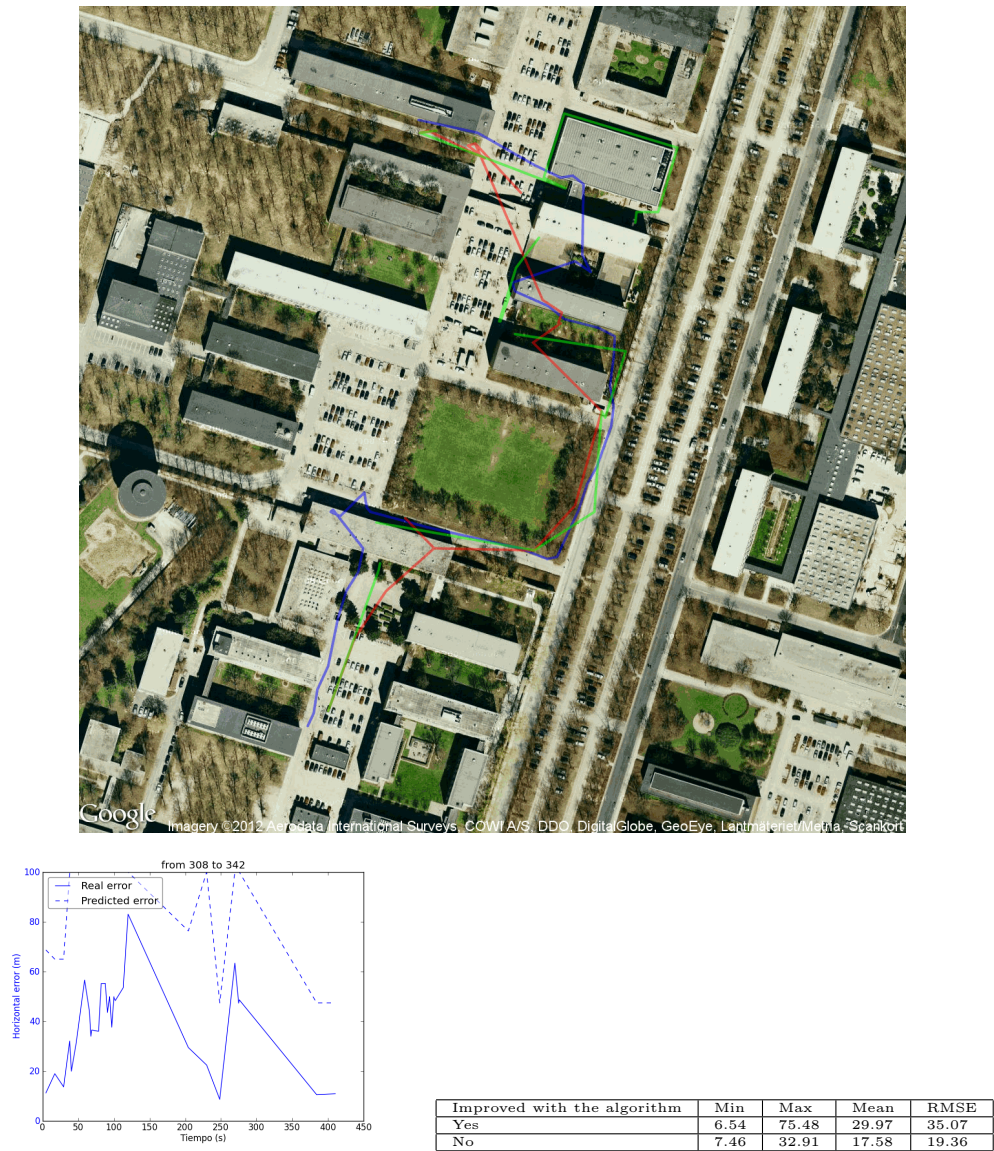 Google
Imagery ©2012 Aerodata International Surveys, COWI A/S, DDO, DigitalGlobe, GeoEye, Lantmäteriet/Metria, Scankort
from 308 to 342
Real error
Predicted error
Horizontal error (m)
100
80
60
40
20
0
0 50 100 150 200 250 300 350 400 450
Tiempo (s)
Improved with the algorithm Min Max Mean RMSE
Yes 6.54 75.48 29.97 35.07
No 7.46 32.91 17.58 19.36